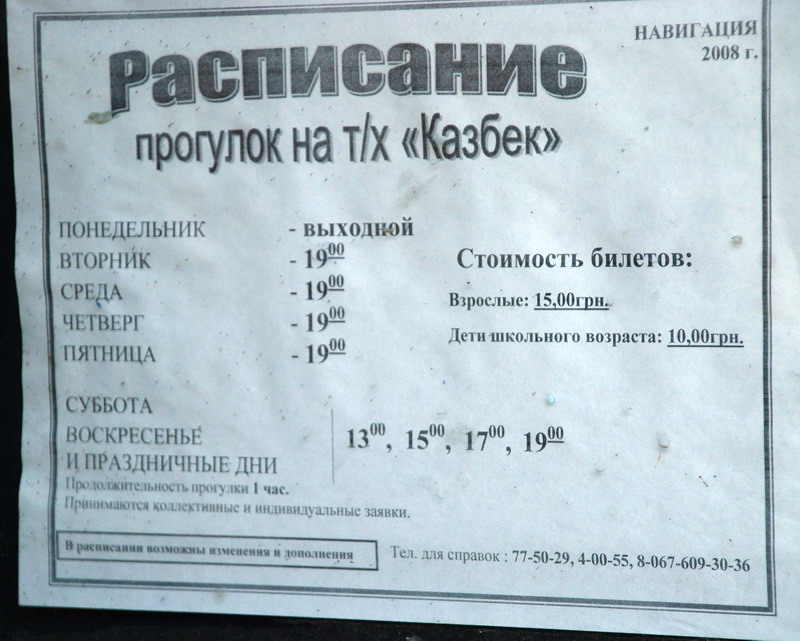 НАВИГАЦИЯ
2008 г.
Расписание
прогулок на т/х «Казбек»
ПОНЕДЕЛЬНИК - ВЫХОДНОЙ
ВТОРНИК - 19⁰⁰
СРЕДА - 19⁰⁰
ЧЕТВЕРГ - 19⁰⁰
ПЯТНИЦА - 19⁰⁰
Стоимость билетов:
Взрослые: 15,00грн.
Дети школьного возраста: 10,00грн.
СУББОТА
ВОСКРЕСЕНЬЕ
И ПРАЗДНИЧНЫЕ ДНИ
13⁰⁰, 15⁰⁰, 17⁰⁰, 19⁰⁰
Продолжительность прогулки 1 час.
Принимаются коллективные и индивидуальные заявки.
В расписании возможны изменения и дополнения
Тел. для справок : 77-50-29, 4-00-55, 8-067-609-30-36